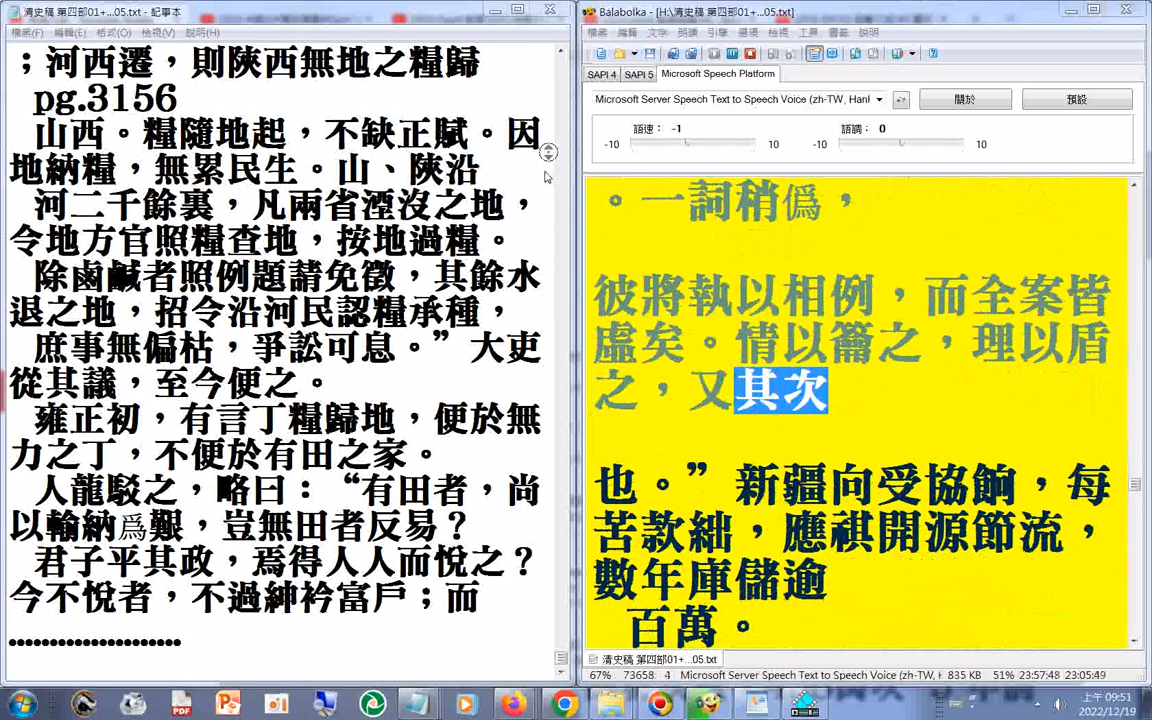 清史稿 第四部01+...05.txt - 記事本
檔案(F) 編輯(E) 格式(O) 檢視(V) 說明(H)
；河西遷，則陝西無地之糧歸
pg.3156
山西。糧隨地起，不缺正賦。因
地納糧，無累民生。山、陝沿
河二千餘裏，凡兩省湮沒之地，
令地方官照糧查地，按地過糧。
除鹵鹹者照例題請免徵，其餘水
退之地，招令沿河民認糧承種，
庶事無偏枯，爭訟可息。”大吏
從其議，至今便之。
雍正初，有言丁糧歸地，便於無
力之丁，不便於有田之家。
人龍駁之，略曰：“有田者，尚
以輸納爲艱，豈無田者反易？
君子平其政，焉得人人而悅之？
今不悅者，不過紳衿富戶；而
Balabolka - [H:\清史稿 第四部01+...05.txt]
檔案 編輯 文字 朗讀 引擎 選項 檢視 工具 書籤 說明
SAPI 4 SAPI 5 Microsoft Speech Platform
Microsoft Server Speech Text to Speech Voice (zh-TW, Hanl
關於
預設
語速： -1
語調： 0
-10 10 -10 10
。一詞稍僞，
彼將執以相例，而全案皆
虛矣。情以籥之，理以盾
之，又其次
也。”新疆向受協餉，每
苦款絀，應祺開源節流，
數年庫儲逾
百萬。
清史稿 第四部01+...05.txt
67% 73658: 4 Microsoft Server Speech Text to Speech Voice (zh-TW, H 835 KB 51% 23:57:48 23:05:49
上午 09:51
2022/12/19